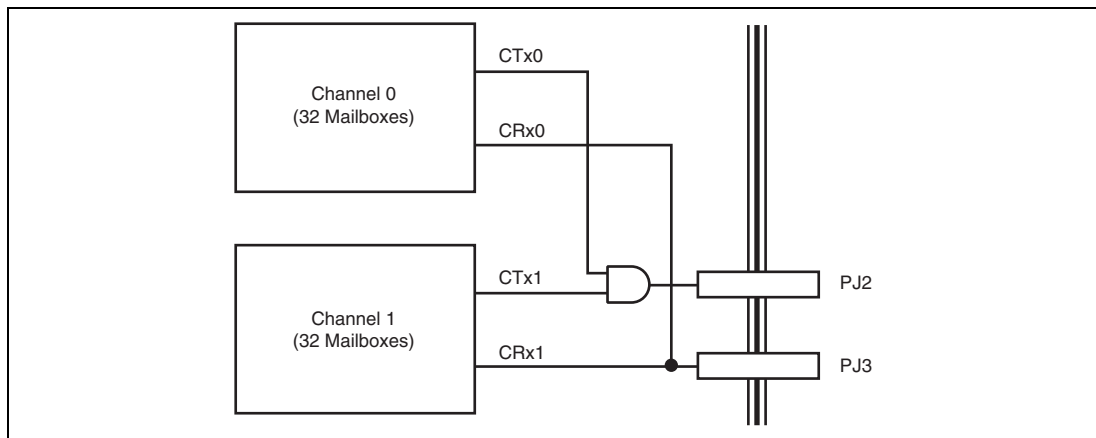 CTx0
Channel 0
(32 Mailboxes)
CRx0
CTx1
PJ2
Channel 1
(32 Mailboxes)
CRx1
PJ3